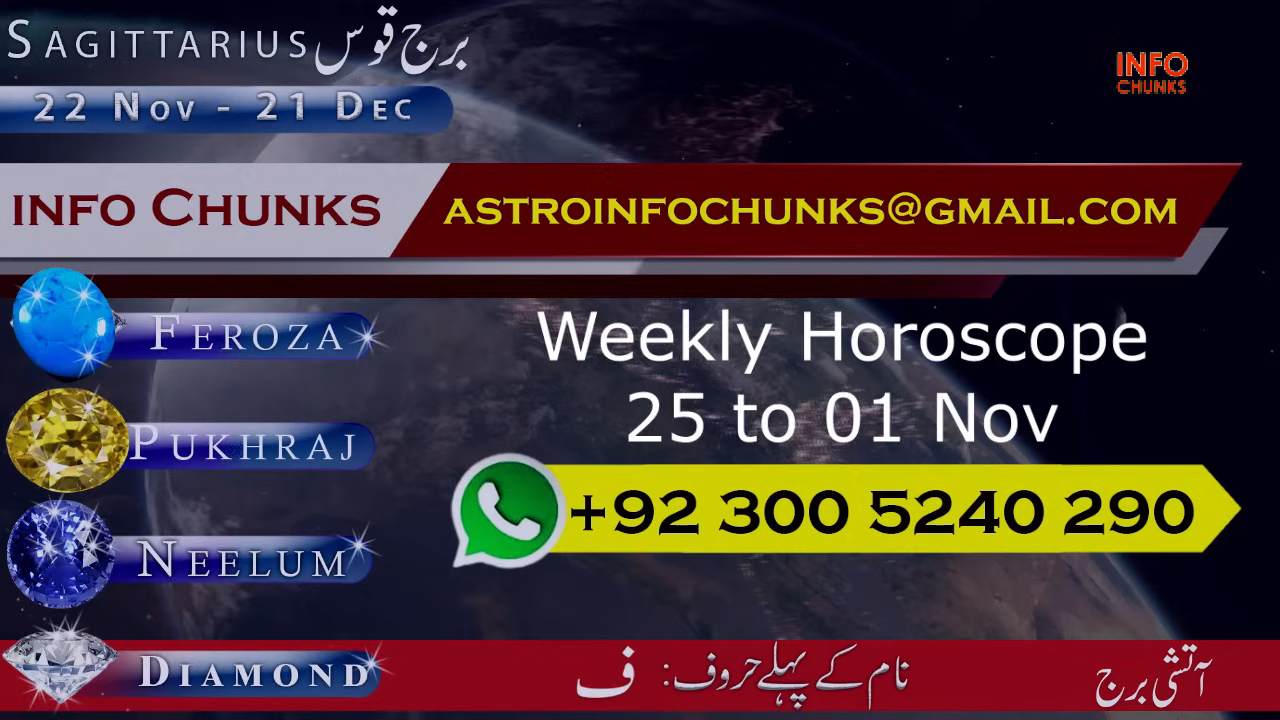 SAGITTARIUS برج قوس
22 Nov - 21 Dec
INFO
CHUNKS
INFO CHUNKS
ASTROINFOCHUNKS@GMAIL.COM
FEROZA
PUKHRAJ
NEELUM
DIAMOND
Weekly Horoscope
25 to 01 Nov
+92 300 5240 290
نام کے پہلے حروف: ف
آتشی برج